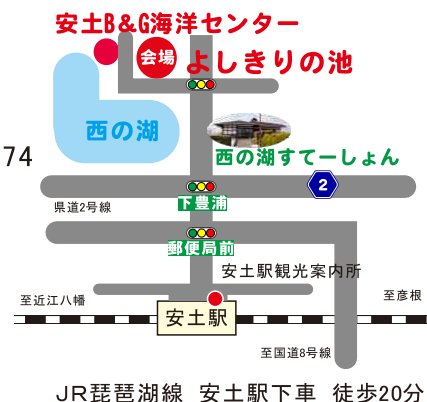 安土B&G海洋センター
会場
よしきりの池
西の湖
西の湖すてーしょん
74
2
下豊浦
県道2号線
郵便局前
安土駅観光案内所
至近江八幡
至彦根
安土駅
至国道8号線
JR琵琶湖線 安土駅下車 徒歩20分